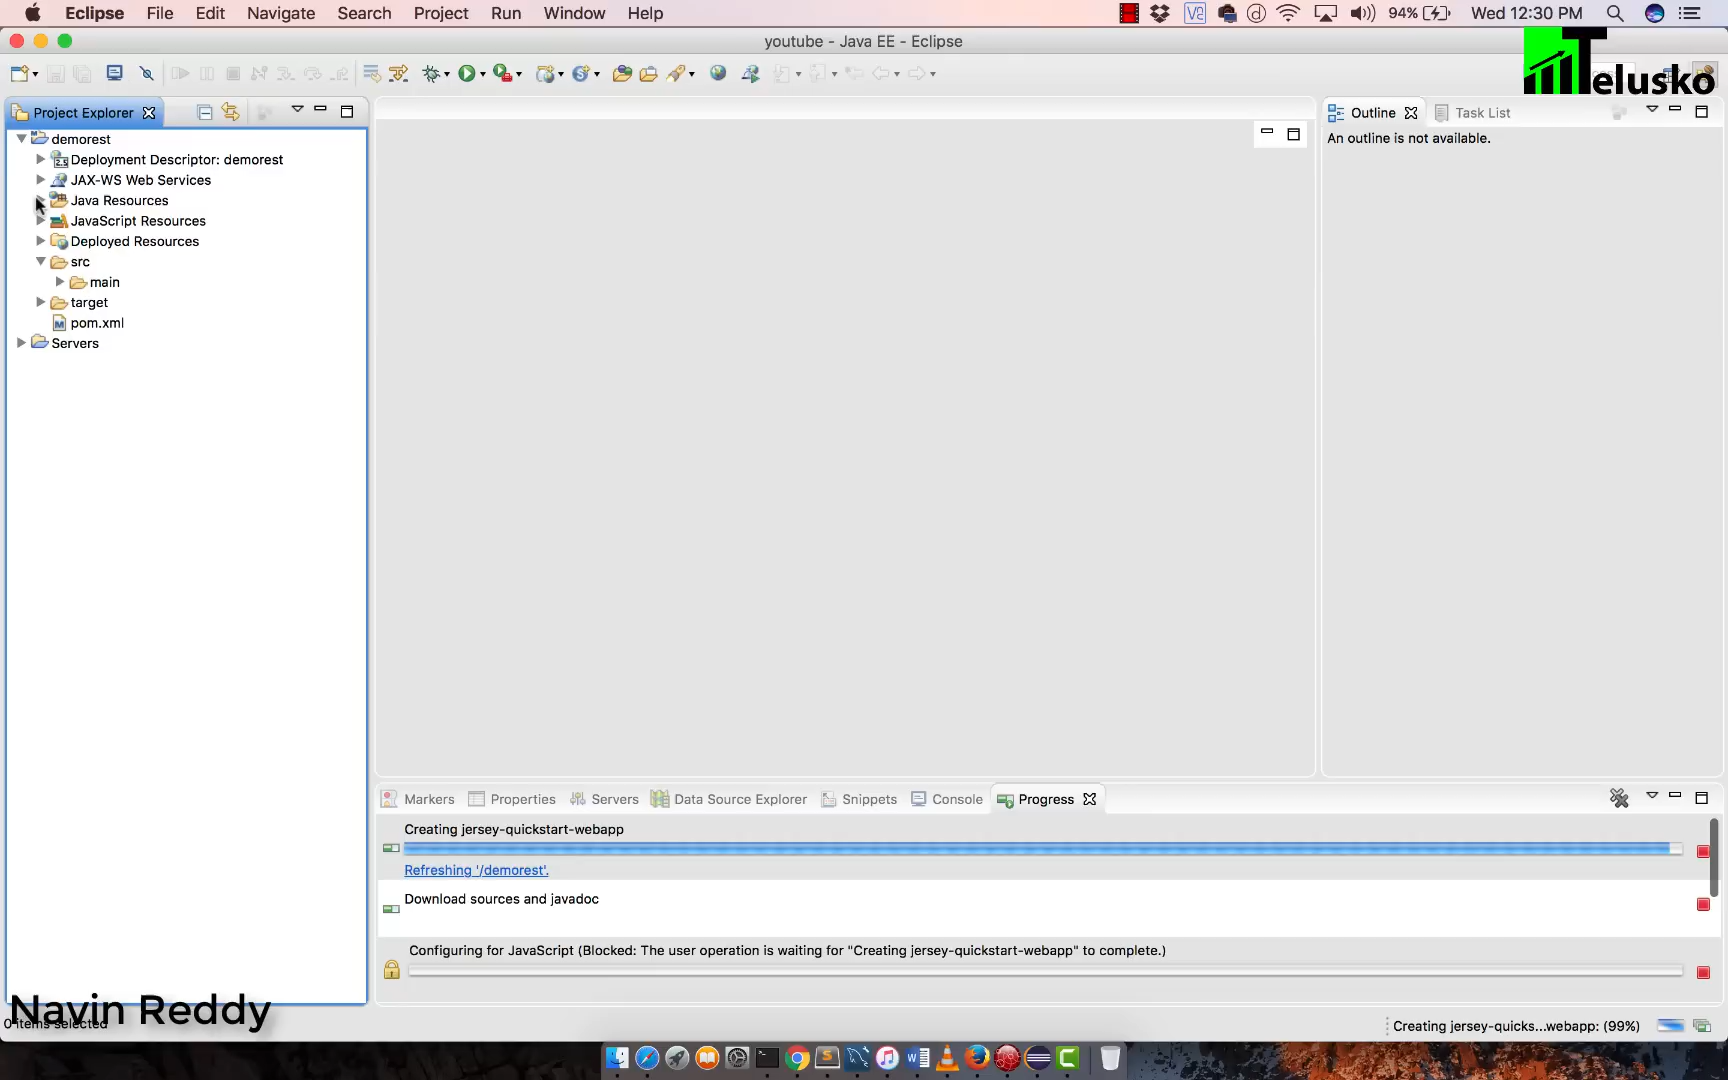 Eclipse File Edit Navigate Search Project Run Window Help 94% Wed 12:30 PM
youtube - Java EE - Eclipse
Telusko
Project Explorer
demorest
Deployment Descriptor: demorest
JAX-WS Web Services
Java Resources
JavaScript Resources
Deployed Resources
src
main
target
pom.xml
Servers
Outline Task List
An outline is not available.
Markers Properties Servers Data Source Explorer Snippets Console Progress
Creating jersey-quickstart-webapp
Refreshing '/demorest'.
Download sources and javadoc
Configuring for JavaScript (Blocked: The user operation is waiting for "Creating jersey-quickstart-webapp" to complete.)
Navin Reddy
0 items selected
Creating jersey-quicks...webapp: (99%)